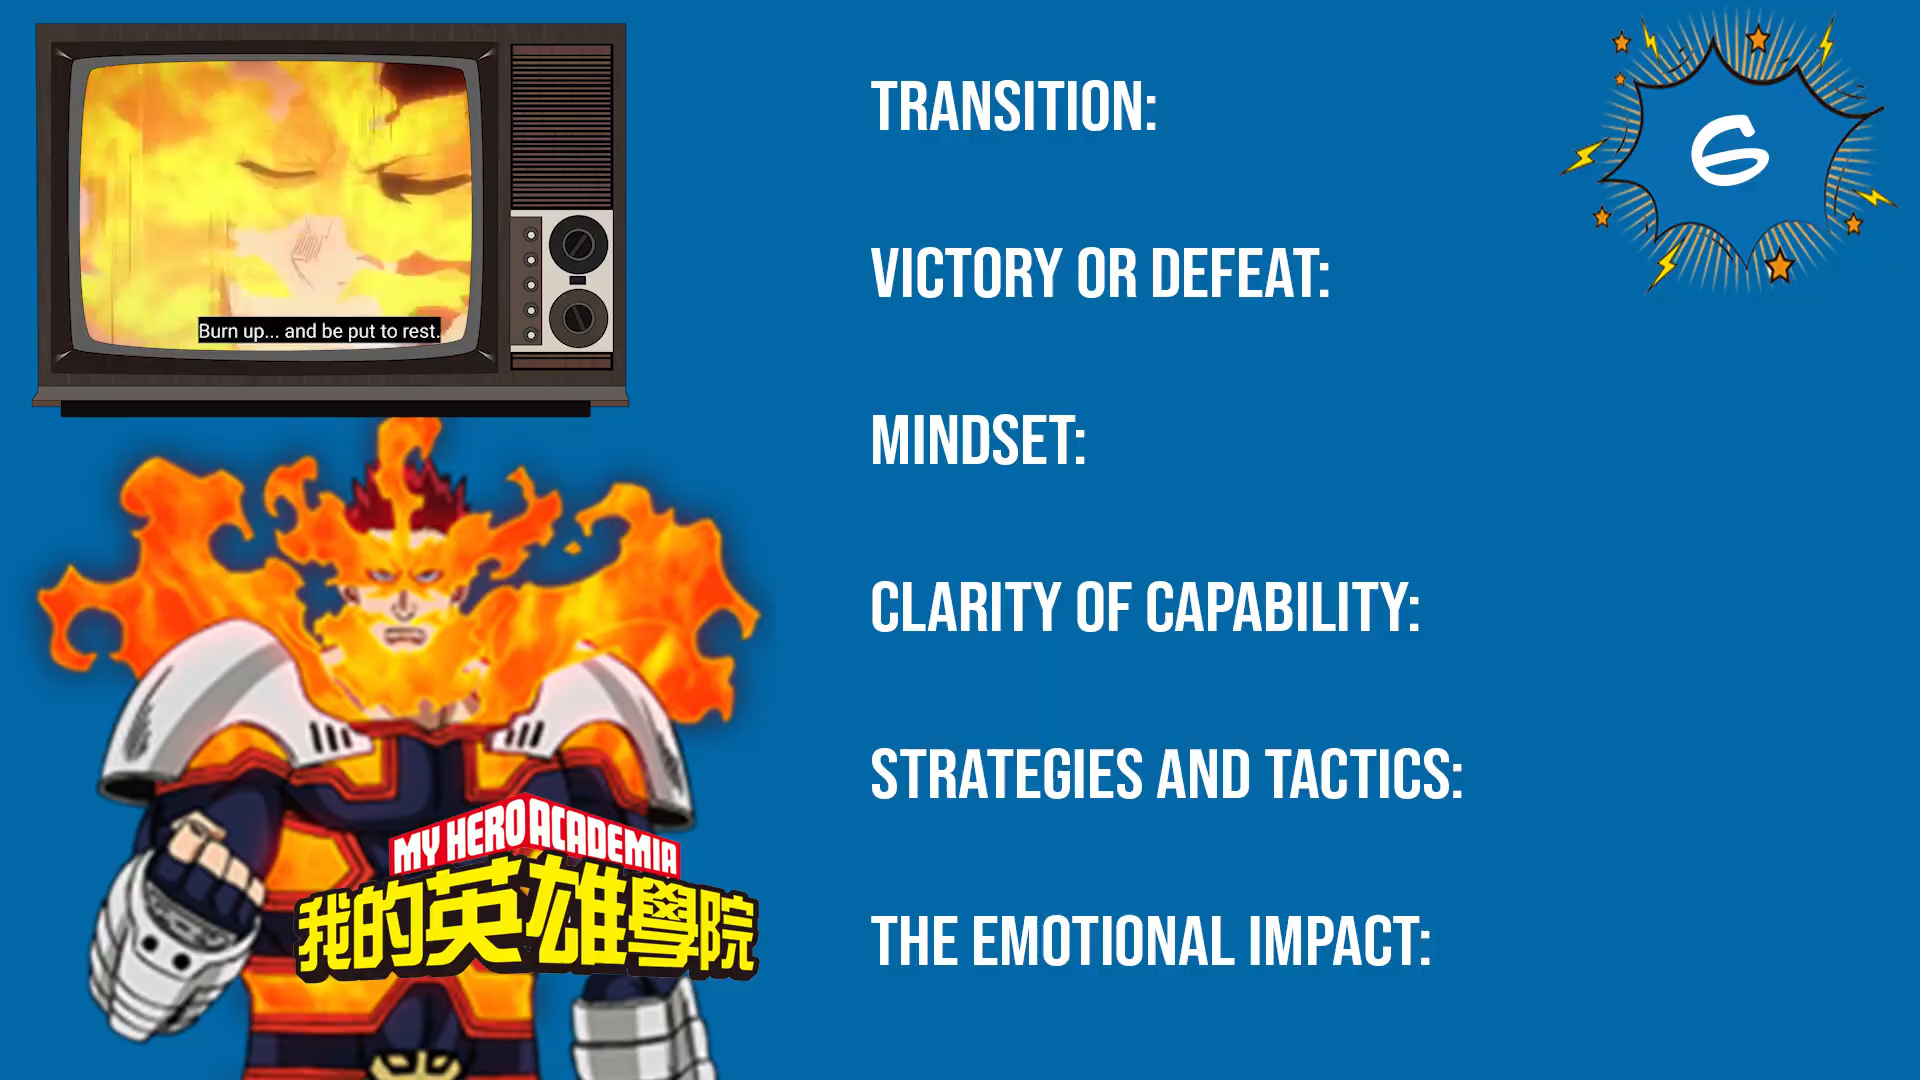 TRANSITION:
6
VICTORY OR DEFEAT:
Burn up... and be put to rest.
MINDSET:
CLARITY OF CAPABILITY:
STRATEGIES AND TACTICS:
MY HERO ACADEMIA
我的英雄學院
THE EMOTIONAL IMPACT: